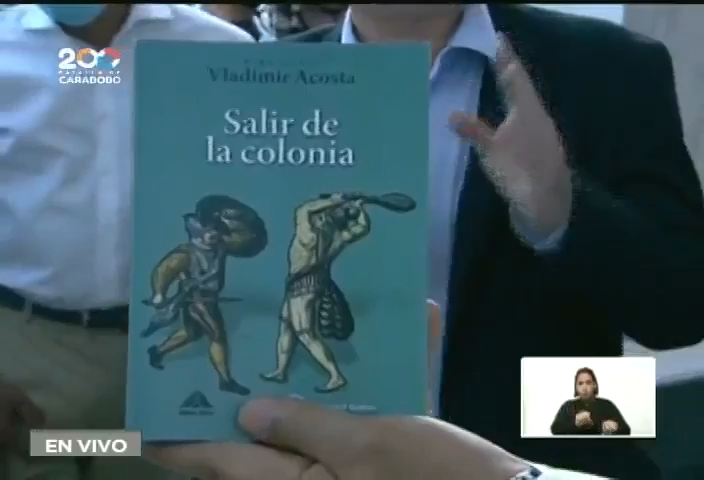 200
BATALLA DE
CARABOBO
Vladimir Acosta
Salir de
la colonia
EN VIVO